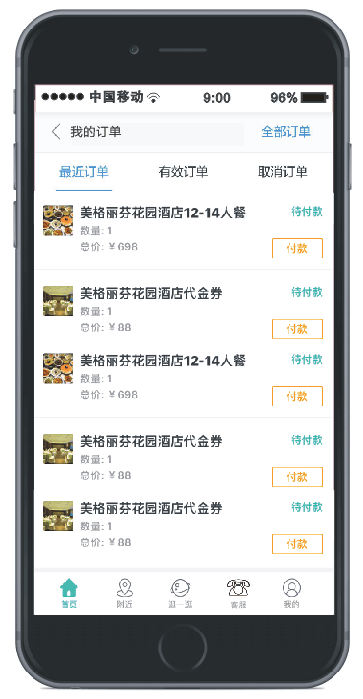 中国移动 9:00 96%
我的订单 全部订单
最近订单 有效订单 取消订单
美格丽芬花园酒店12-14人餐 待付款
数量: 1
总价: ￥698 付款
美格丽芬花园酒店代金券 待付款
数量: 1
总价: ￥88 付款
美格丽芬花园酒店12-14人餐 待付款
数量: 1
总价: ￥698 付款
美格丽芬花园酒店代金券 待付款
数量: 1
总价: ￥88 付款
美格丽芬花园酒店代金券 待付款
数量: 1
总价: ￥88 付款
首页 附近 逛一逛 客服 我的